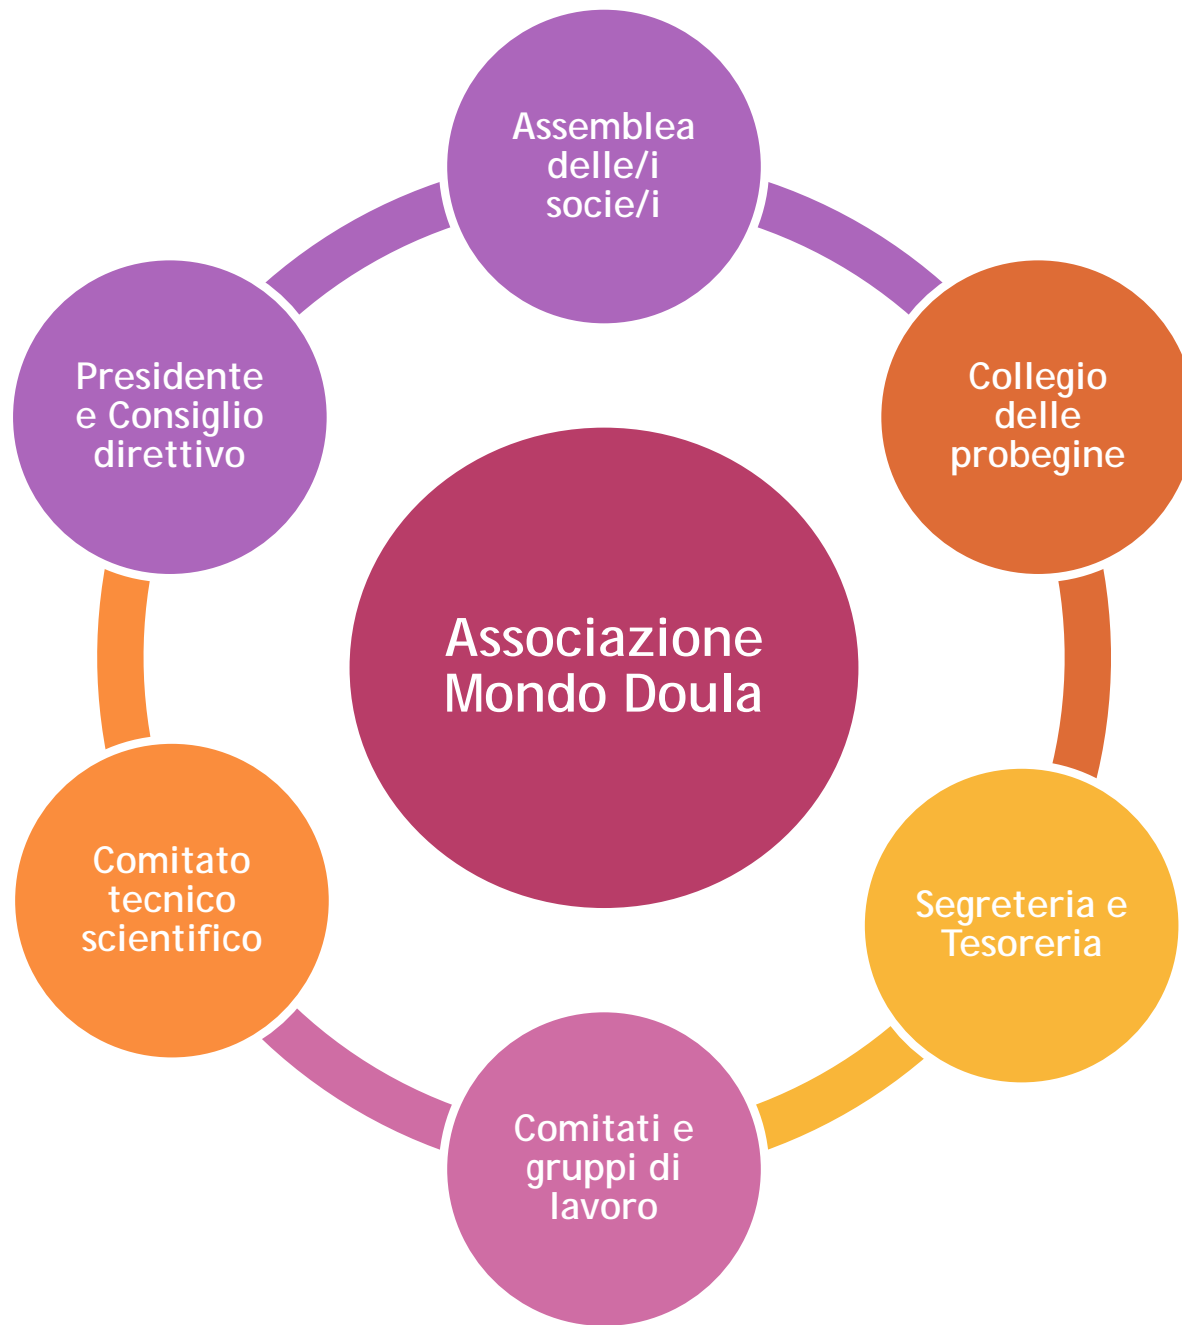 Assemblea
delle/i
socie/i
Presidente
e Consiglio
direttivo
Collegio
delle
probegine
Associazione
Mondo Doula
Comitato
tecnico
scientifico
Segreteria e
Tesoreria
Comitati e
gruppi di
lavoro